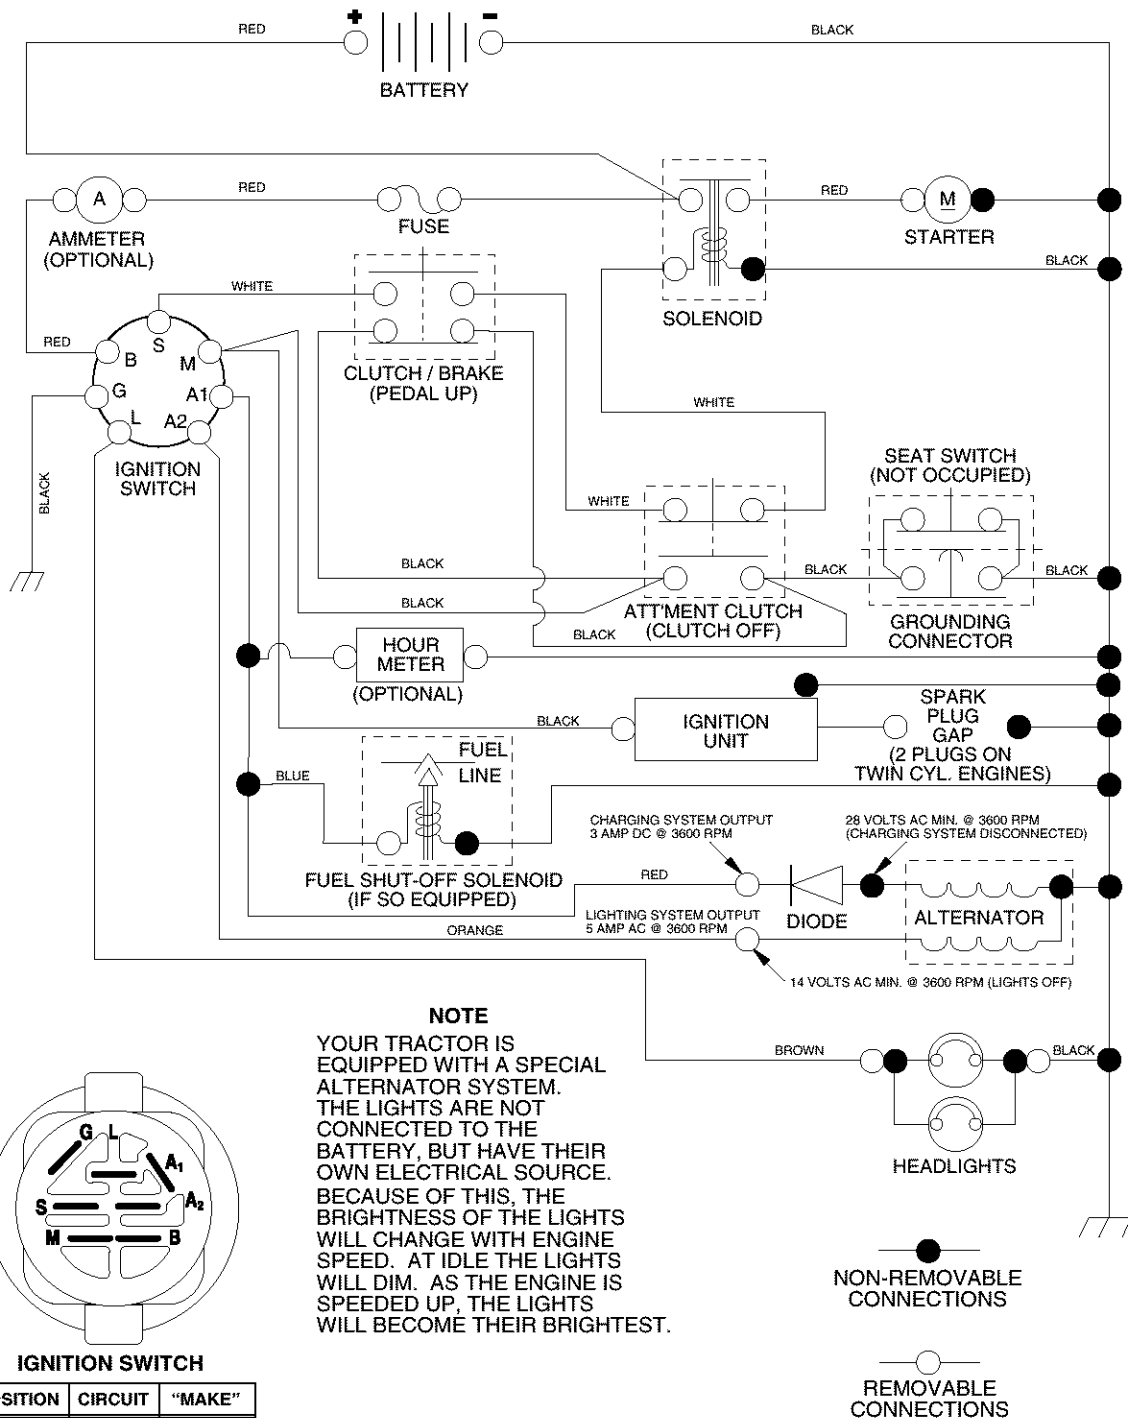 RED
+
-
BLACK
BATTERY
A
RED
RED
M
AMMETER
(OPTIONAL)
FUSE
STARTER
BLACK
WHITE
SOLENOID
RED
B
S
M
CLUTCH / BRAKE
(PEDAL UP)
G
A1
L
A2
WHITE
IGNITION
SWITCH
BLACK
SEAT SWITCH
(NOT OCCUPIED)
WHITE
BLACK
BLACK
BLACK
BLACK
ATT'MENT CLUTCH
(CLUTCH OFF)
GROUNDING
CONNECTOR
BLACK
HOUR
METER
(OPTIONAL)
BLACK
IGNITION
UNIT
SPARK
PLUG
GAP
(2 PLUGS ON
TWIN CYL. ENGINES)
FUEL
LINE
BLUE
FUEL SHUT-OFF SOLENOID
(IF SO EQUIPPED)
CHARGING SYSTEM OUTPUT
3 AMP DC @ 3600 RPM
28 VOLTS AC MIN. @ 3600 RPM
(CHARGING SYSTEM DISCONNECTED)
RED
DIODE
ALTERNATOR
LIGHTING SYSTEM OUTPUT
5 AMP AC @ 3600 RPM
ORANGE
14 VOLTS AC MIN. @ 3600 RPM (LIGHTS OFF)
NOTE
YOUR TRACTOR IS
EQUIPPED WITH A SPECIAL
ALTERNATOR SYSTEM.
THE LIGHTS ARE NOT
CONNECTED TO THE
BATTERY, BUT HAVE THEIR
OWN ELECTRICAL SOURCE.
BECAUSE OF THIS, THE
BRIGHTNESS OF THE LIGHTS
WILL CHANGE WITH ENGINE
SPEED. AT IDLE THE LIGHTS
WILL DIM. AS THE ENGINE IS
SPEEDED UP, THE LIGHTS
WILL BECOME THEIR BRIGHTEST.
BROWN
BLACK
HEADLIGHTS
G L
A1
A2
S
M
B
IGNITION SWITCH
SITION CIRCUIT "MAKE"
NON-REMOVABLE
CONNECTIONS
REMOVABLE
CONNECTIONS